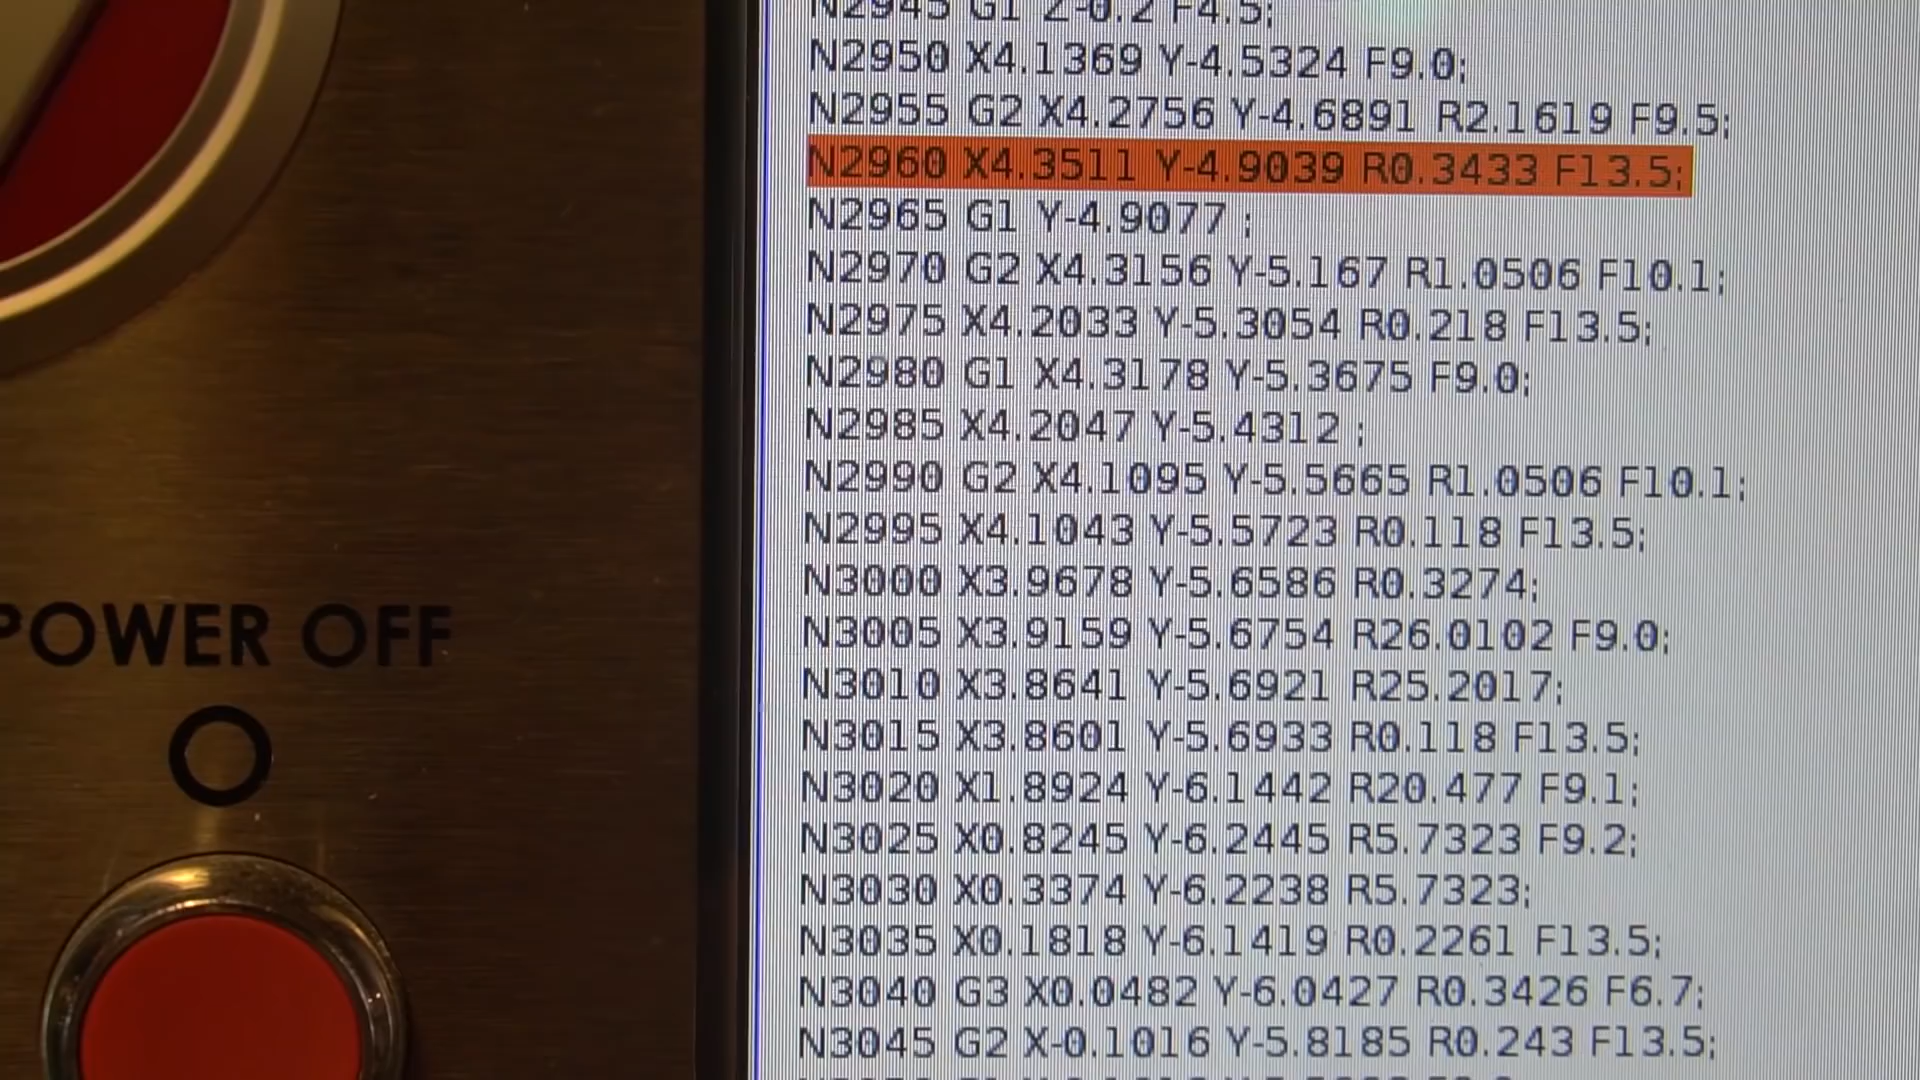 N2945 G1 Z-0.2 F4.5;
N2950 X4.1369 Y-4.5324 F9.0;
N2955 G2 X4.2756 Y-4.6891 R2.1619 F9.5;
N2960 X4.3511 Y-4.9039 R0.3433 F13.5;
N2965 G1 Y-4.9077 ;
N2970 G2 X4.3156 Y-5.167 R1.0506 F10.1;
N2975 X4.2033 Y-5.3054 R0.218 F13.5;
N2980 G1 X4.3178 Y-5.3675 F9.0;
N2985 X4.2047 Y-5.4312 ;
N2990 G2 X4.1095 Y-5.5665 R1.0506 F10.1;
N2995 X4.1043 Y-5.5723 R0.118 F13.5;
N3000 X3.9678 Y-5.6586 R0.3274;
N3005 X3.9159 Y-5.6754 R26.0102 F9.0;
N3010 X3.8641 Y-5.6921 R25.2017;
N3015 X3.8601 Y-5.6933 R0.118 F13.5;
N3020 X1.8924 Y-6.1442 R20.477 F9.1;
N3025 X0.8245 Y-6.2445 R5.7323 F9.2;
N3030 X0.3374 Y-6.2238 R5.7323;
N3035 X0.1818 Y-6.1419 R0.2261 F13.5;
N3040 G3 X0.0482 Y-6.0427 R0.3426 F6.7;
N3045 G2 X-0.1016 Y-5.8185 R0.243 F13.5;
POWER OFF